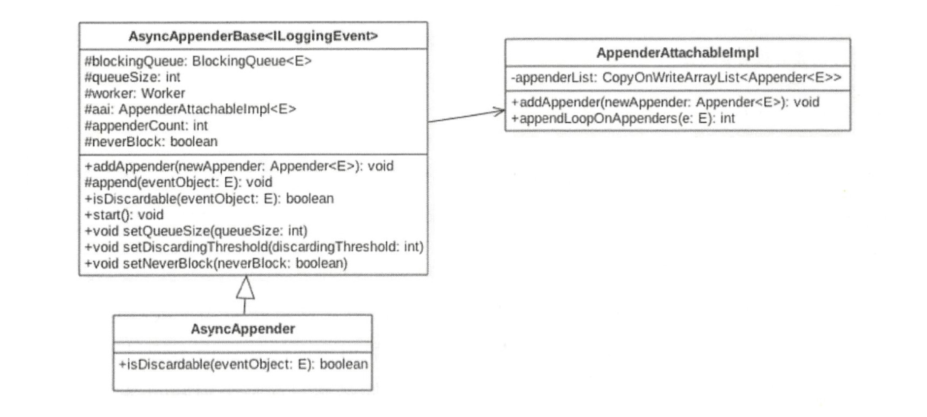 AsyncAppenderBase<ILoggingEvent>
#blockingQueue: BlockingQueue<E>
#queueSize: int
#worker: Worker
#aai: AppenderAttachableImpl<E>
#appenderCount: int
#neverBlock: boolean
+addAppender(newAppender: Appender<E>): void
#append(eventObject: E): void
+isDiscardable(eventObject: E): boolean
+start(): void
+void setQueueSize(queueSize: int)
+void setDiscardingThreshold(discardingThreshold: int)
+void setNeverBlock(neverBlock: boolean)
AppenderAttachableImpl
-appenderList: CopyOnWriteArrayList<Appender<E>>
+addAppender(newAppender: Appender<E>): void
+appendLoopOnAppenders(e: E): int
AsyncAppender
+isDiscardable(eventObject: E): boolean